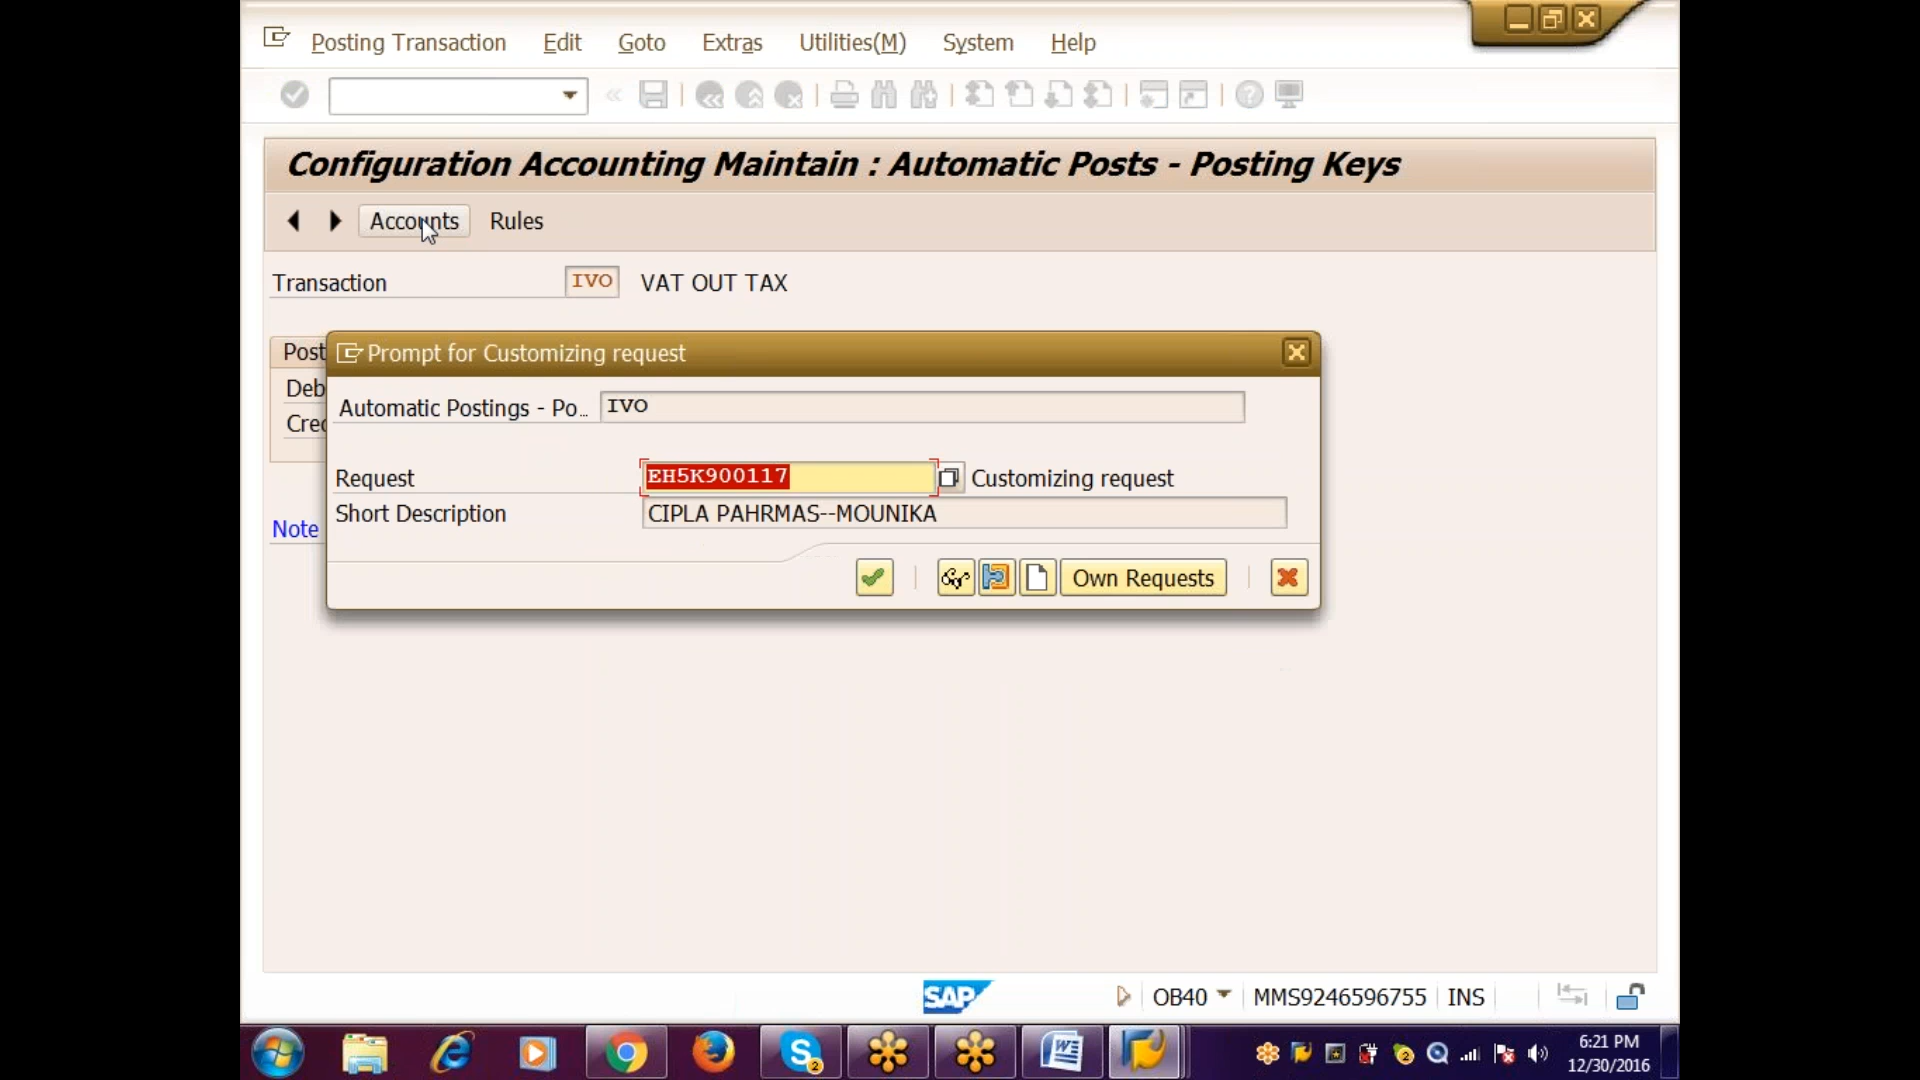 Posting Transaction Edit Goto Extras Utilities(M) System Help
Configuration Accounting Maintain : Automatic Posts - Posting Keys
Accounts Rules
Transaction IVO VAT OUT TAX
Post
Prompt for Customizing request
Deb
Automatic Postings - Po... IVO
Cred
Request EH5K900117 Customizing request
Short Description CIPLA PAHRMAS--MOUNIKA
Note
Own Requests
SAP OB40 MMS9246596755 INS
6:21 PM
12/30/2016